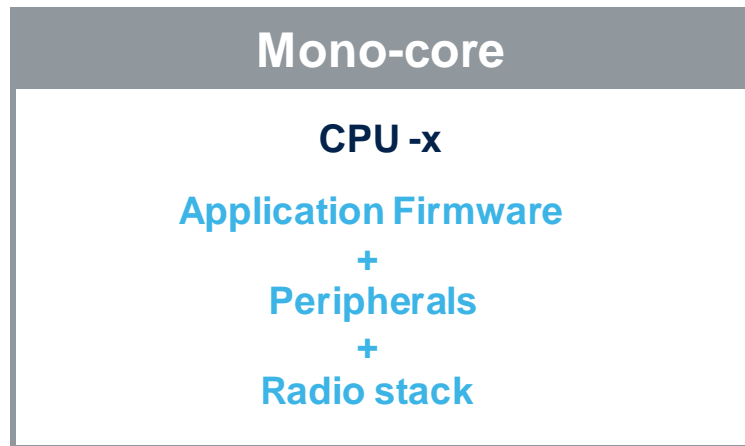 Mono-core
CPU -x
Application Firmware
+
Peripherals
+
Radio stack